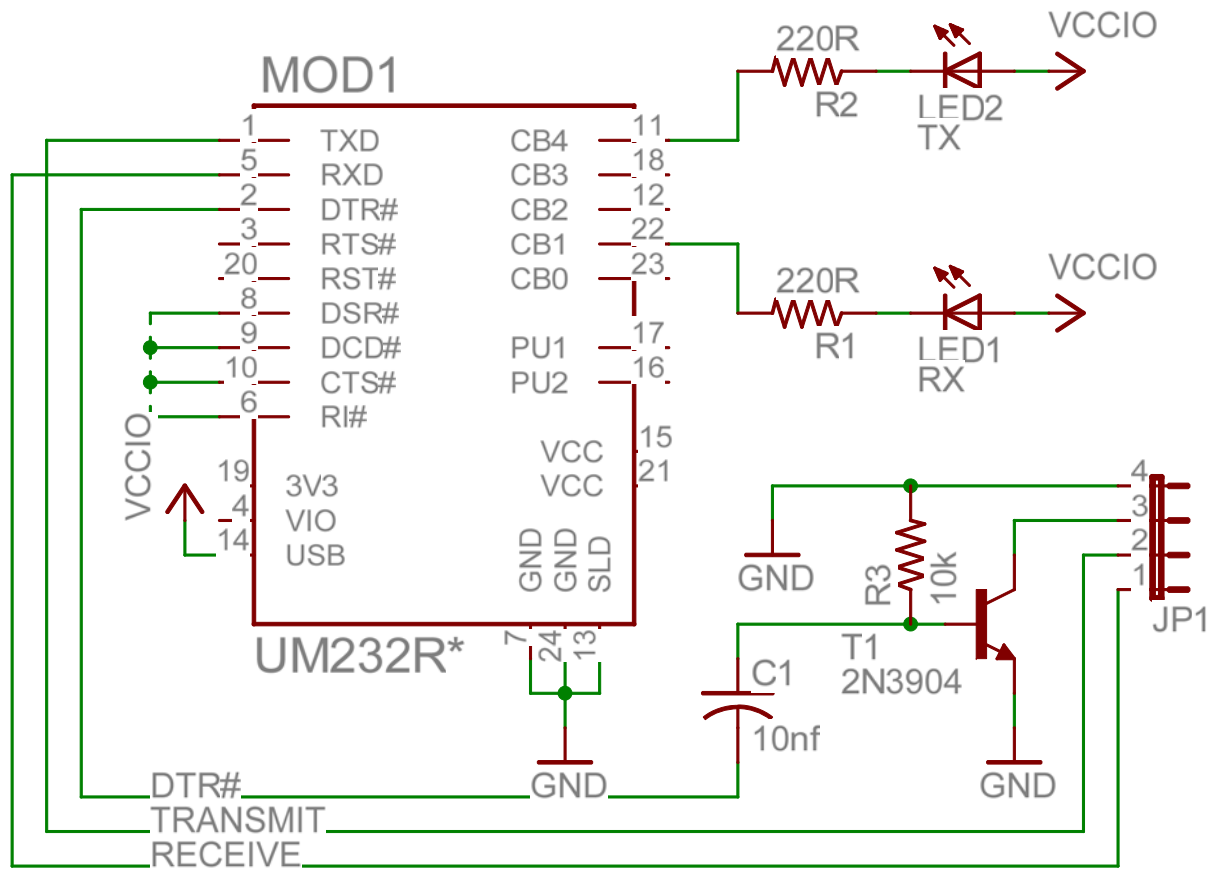 VCCIO
220R
R2
LED2
TX
MOD1
1 TXD CB4 11
5 RXD CB3 18
2 DTR# CB2 12
3 RTS# CB1 22
20 RST# CB0 23
8 DSR#
9 DCD# PU1 17
10 CTS# PU2 16
6 RI#
VCCIO
220R
R1
LED1
RX
VCCIO
VCC 15
VCC 21
19 3V3
4 VIO
14 USB
GND
GND
SLD
7
24
13
UM232R*
GND
4
3
2
1
JP1
GND
R3
10k
T1
2N3904
C1
10nf
GND
DTR#
TRANSMIT
RECEIVE